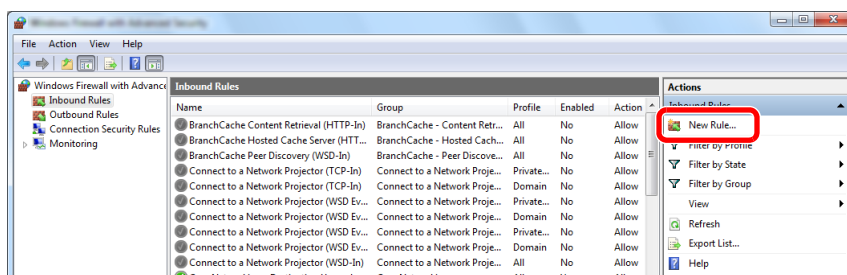 Windows Firewall with Advanced Security
File Action View Help
Windows Firewall with Advance
Inbound Rules
Outbound Rules
Connection Security Rules
Monitoring
Inbound Rules
Name Group Profile Enabled Action
BranchCache Content Retrieval (HTTP-In) BranchCache - Content Retr... All No Allow
BranchCache Hosted Cache Server (HTT... BranchCache - Hosted Cach... All No Allow
BranchCache Peer Discovery (WSD-In) BranchCache - Peer Discove... All No Allow
Connect to a Network Projector (TCP-In) Connect to a Network Proje... Private... No Allow
Connect to a Network Projector (TCP-In) Connect to a Network Proje... Domain No Allow
Connect to a Network Projector (WSD Ev... Connect to a Network Proje... Private... No Allow
Connect to a Network Projector (WSD Ev... Connect to a Network Proje... Domain No Allow
Connect to a Network Projector (WSD Ev... Connect to a Network Proje... Private... No Allow
Connect to a Network Projector (WSD Ev... Connect to a Network Proje... Domain No Allow
Connect to a Network Projector (WSD-In) Connect to a Network Proje... All No Allow
Actions
Inbound Rules
New Rule...
Filter by Profile
Filter by State
Filter by Group
View
Refresh
Export List...
Help